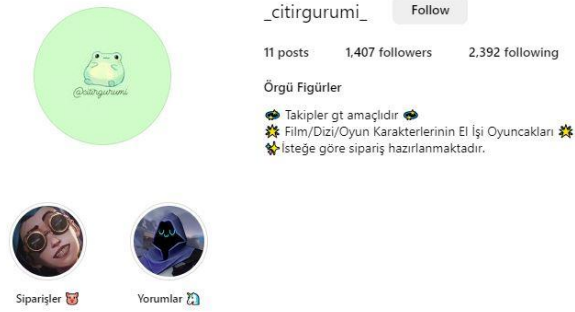 _citirgurumi_ Follow
11 posts 1,407 followers 2,392 following
Örgü Figürler
Takipler gt amaçlıdır
Film/Dizi/Oyun Karakterlerinin El İşi Oyuncakları
İsteğe göre sipariş hazırlanmaktadır.
@citirgurumi
Siparişler
Yorumlar